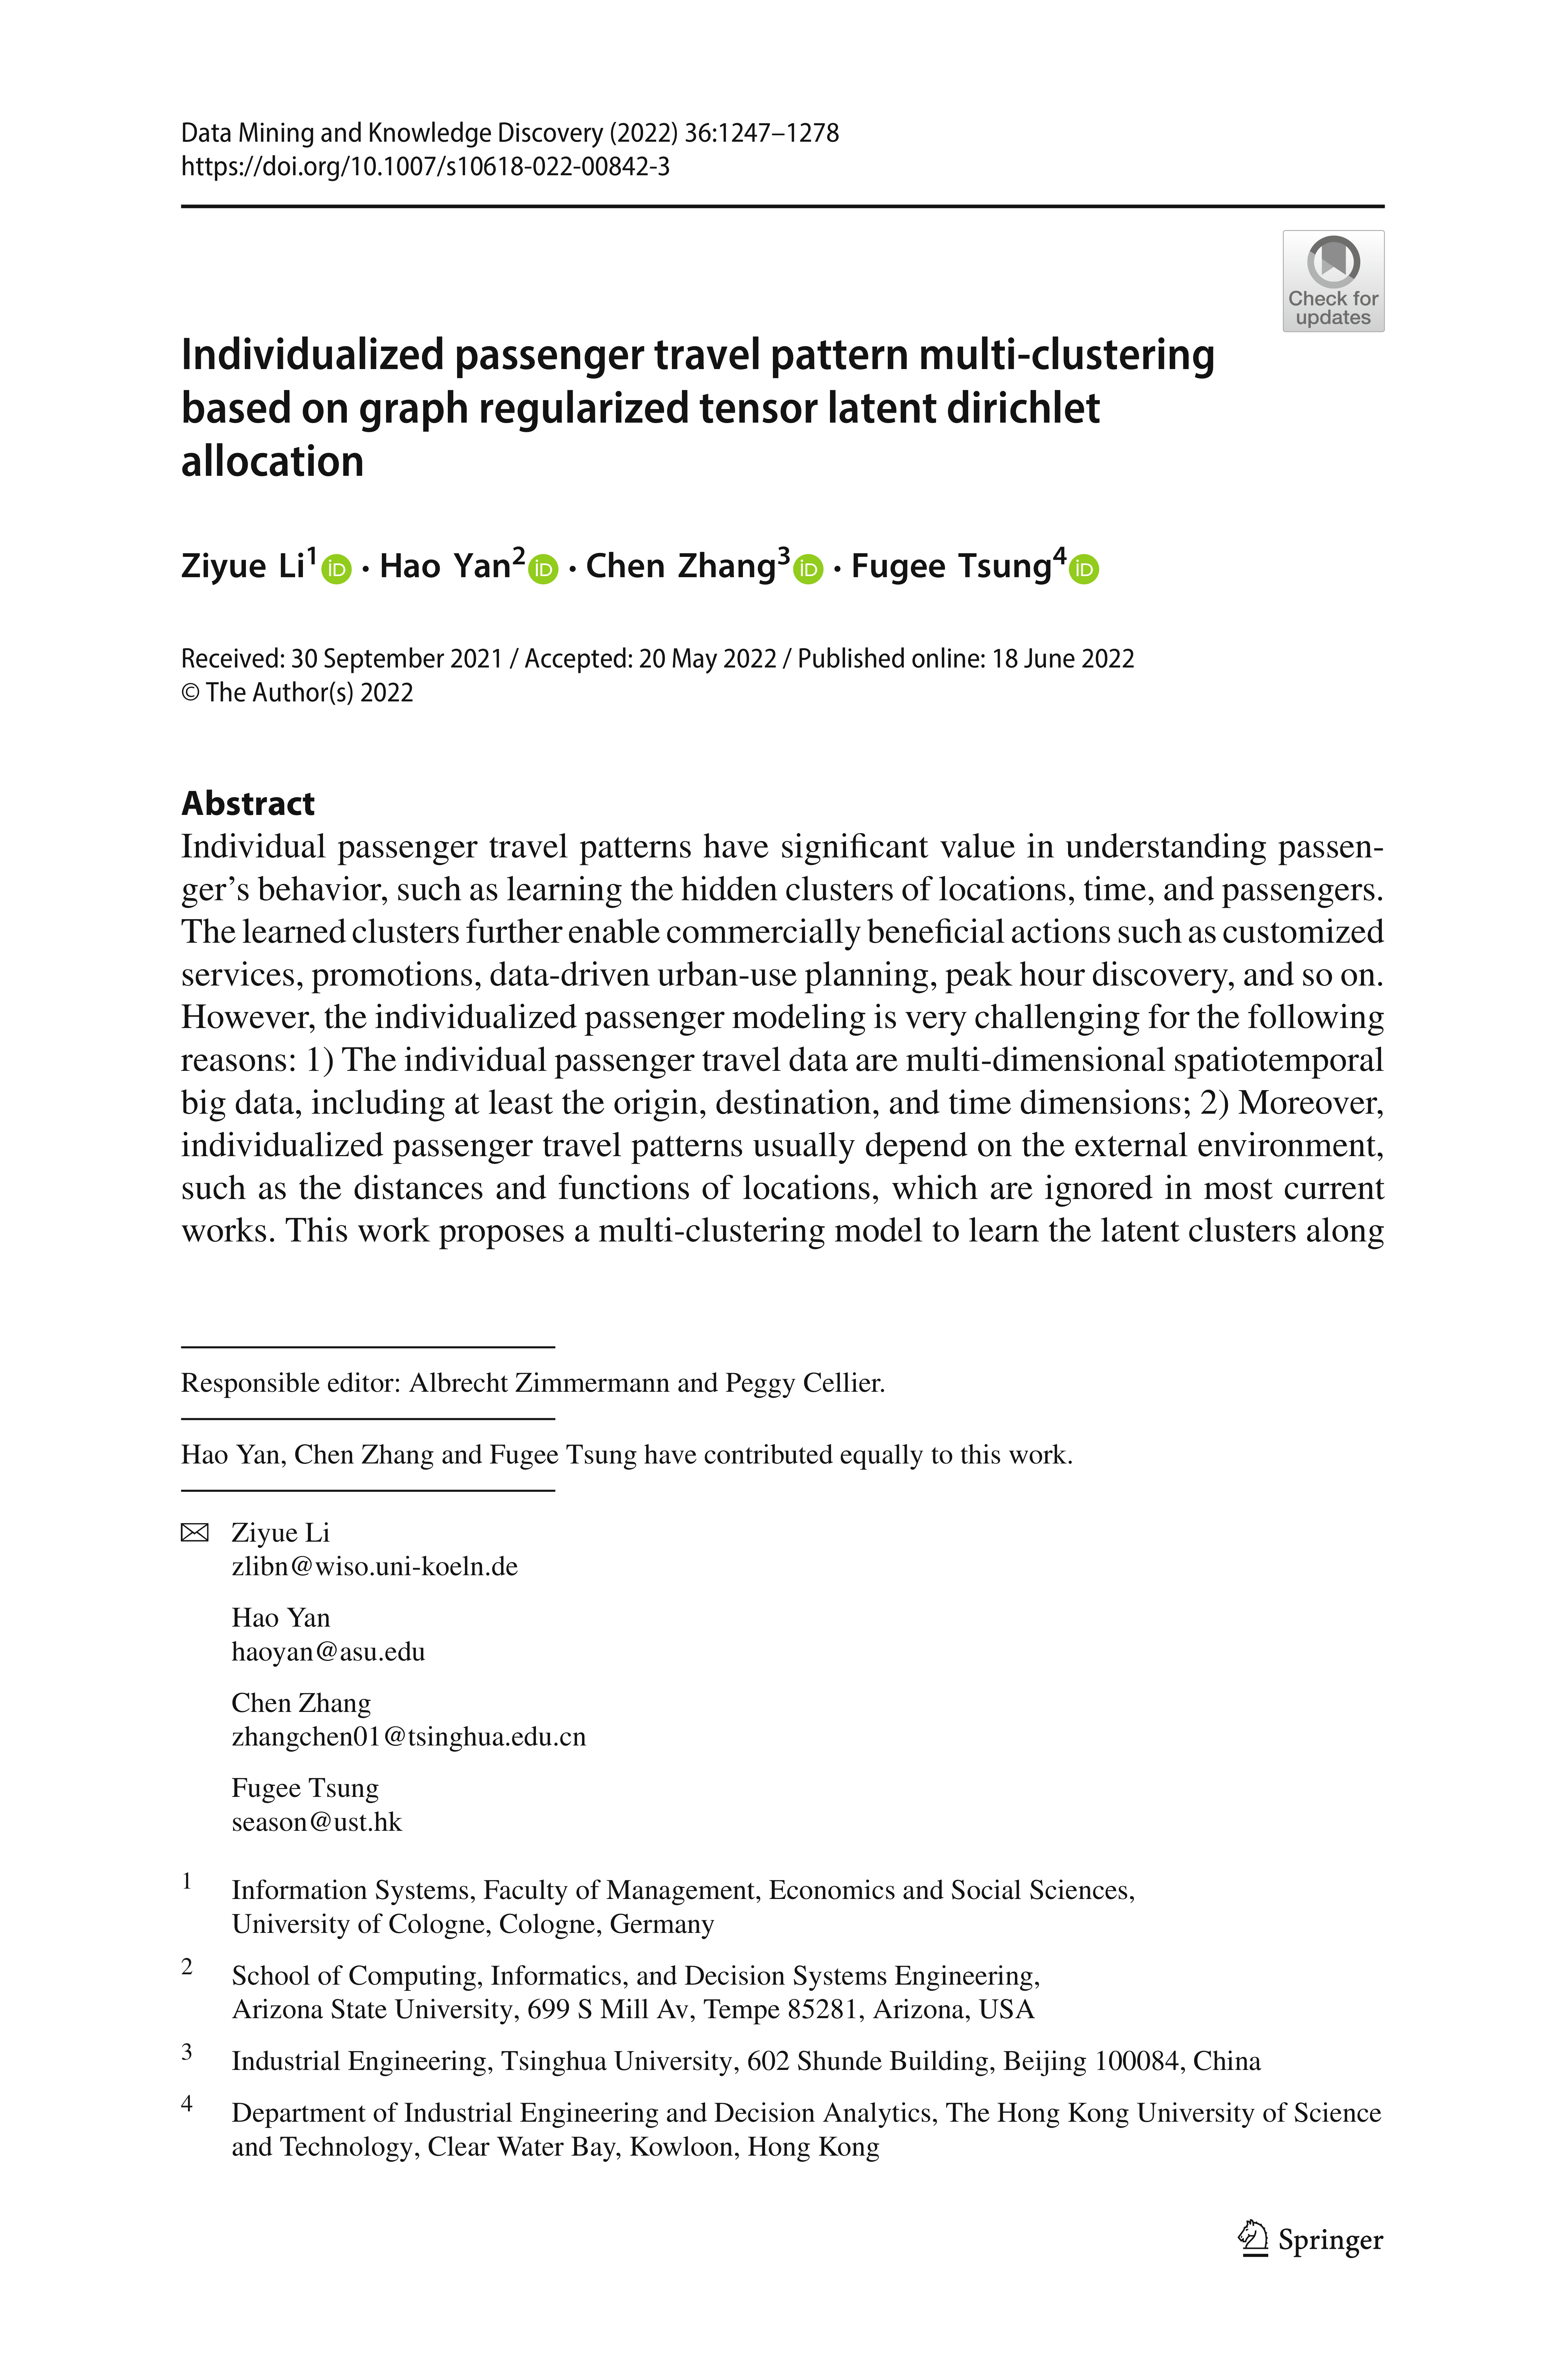 Data Mining and Knowledge Discovery (2022) 36:1247–1278
https://doi.org/10.1007/s10618-022-00842-3
Check for
updates
Individualized passenger travel pattern multi-clustering
based on graph regularized tensor latent dirichlet
allocation
Ziyue Li1 iD · Hao Yan2 iD · Chen Zhang3 iD · Fugee Tsung4 iD
Received: 30 September 2021 / Accepted: 20 May 2022 / Published online: 18 June 2022
© The Author(s) 2022
Abstract
Individual passenger travel patterns have significant value in understanding passen-
ger’s behavior, such as learning the hidden clusters of locations, time, and passengers.
The learned clusters further enable commercially beneficial actions such as customized
services, promotions, data-driven urban-use planning, peak hour discovery, and so on.
However, the individualized passenger modeling is very challenging for the following
reasons: 1) The individual passenger travel data are multi-dimensional spatiotemporal
big data, including at least the origin, destination, and time dimensions; 2) Moreover,
individualized passenger travel patterns usually depend on the external environment,
such as the distances and functions of locations, which are ignored in most current
works. This work proposes a multi-clustering model to learn the latent clusters along
Responsible editor: Albrecht Zimmermann and Peggy Cellier.
Hao Yan, Chen Zhang and Fugee Tsung have contributed equally to this work.
Ziyue Li
zlibn@wiso.uni-koeln.de
Hao Yan
haoyan@asu.edu
Chen Zhang
zhangchen01@tsinghua.edu.cn
Fugee Tsung
season@ust.hk
1 Information Systems, Faculty of Management, Economics and Social Sciences,
University of Cologne, Cologne, Germany
2 School of Computing, Informatics, and Decision Systems Engineering,
Arizona State University, 699 S Mill Av, Tempe 85281, Arizona, USA
3 Industrial Engineering, Tsinghua University, 602 Shunde Building, Beijing 100084, China
4 Department of Industrial Engineering and Decision Analytics, The Hong Kong University of Science
and Technology, Clear Water Bay, Kowloon, Hong Kong
Springer